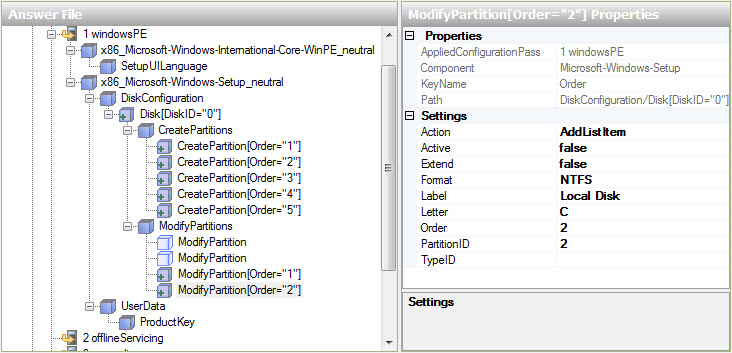 Answer File
1 windowsPE
x86_Microsoft-Windows-International-Core-WinPE_neutral
SetupUILanguage
x86_Microsoft-Windows-Setup_neutral
DiskConfiguration
Disk[DiskID="0"]
CreatePartitions
CreatePartition[Order="1"]
CreatePartition[Order="2"]
CreatePartition[Order="3"]
CreatePartition[Order="4"]
CreatePartition[Order="5"]
ModifyPartitions
ModifyPartition
ModifyPartition
ModifyPartition[Order="1"]
ModifyPartition[Order="2"]
UserData
ProductKey
2 offlineServicing
ModifyPartition[Order="2"] Properties
Properties
AppliedConfigurationPass 1 windowsPE
Component Microsoft-Windows-Setup
KeyName Order
Path DiskConfiguration/Disk[DiskID="0"]
Settings
Action AddListItem
Active false
Extend false
Format NTFS
Label Local Disk
Letter C
Order 2
PartitionID 2
TypeID
Settings